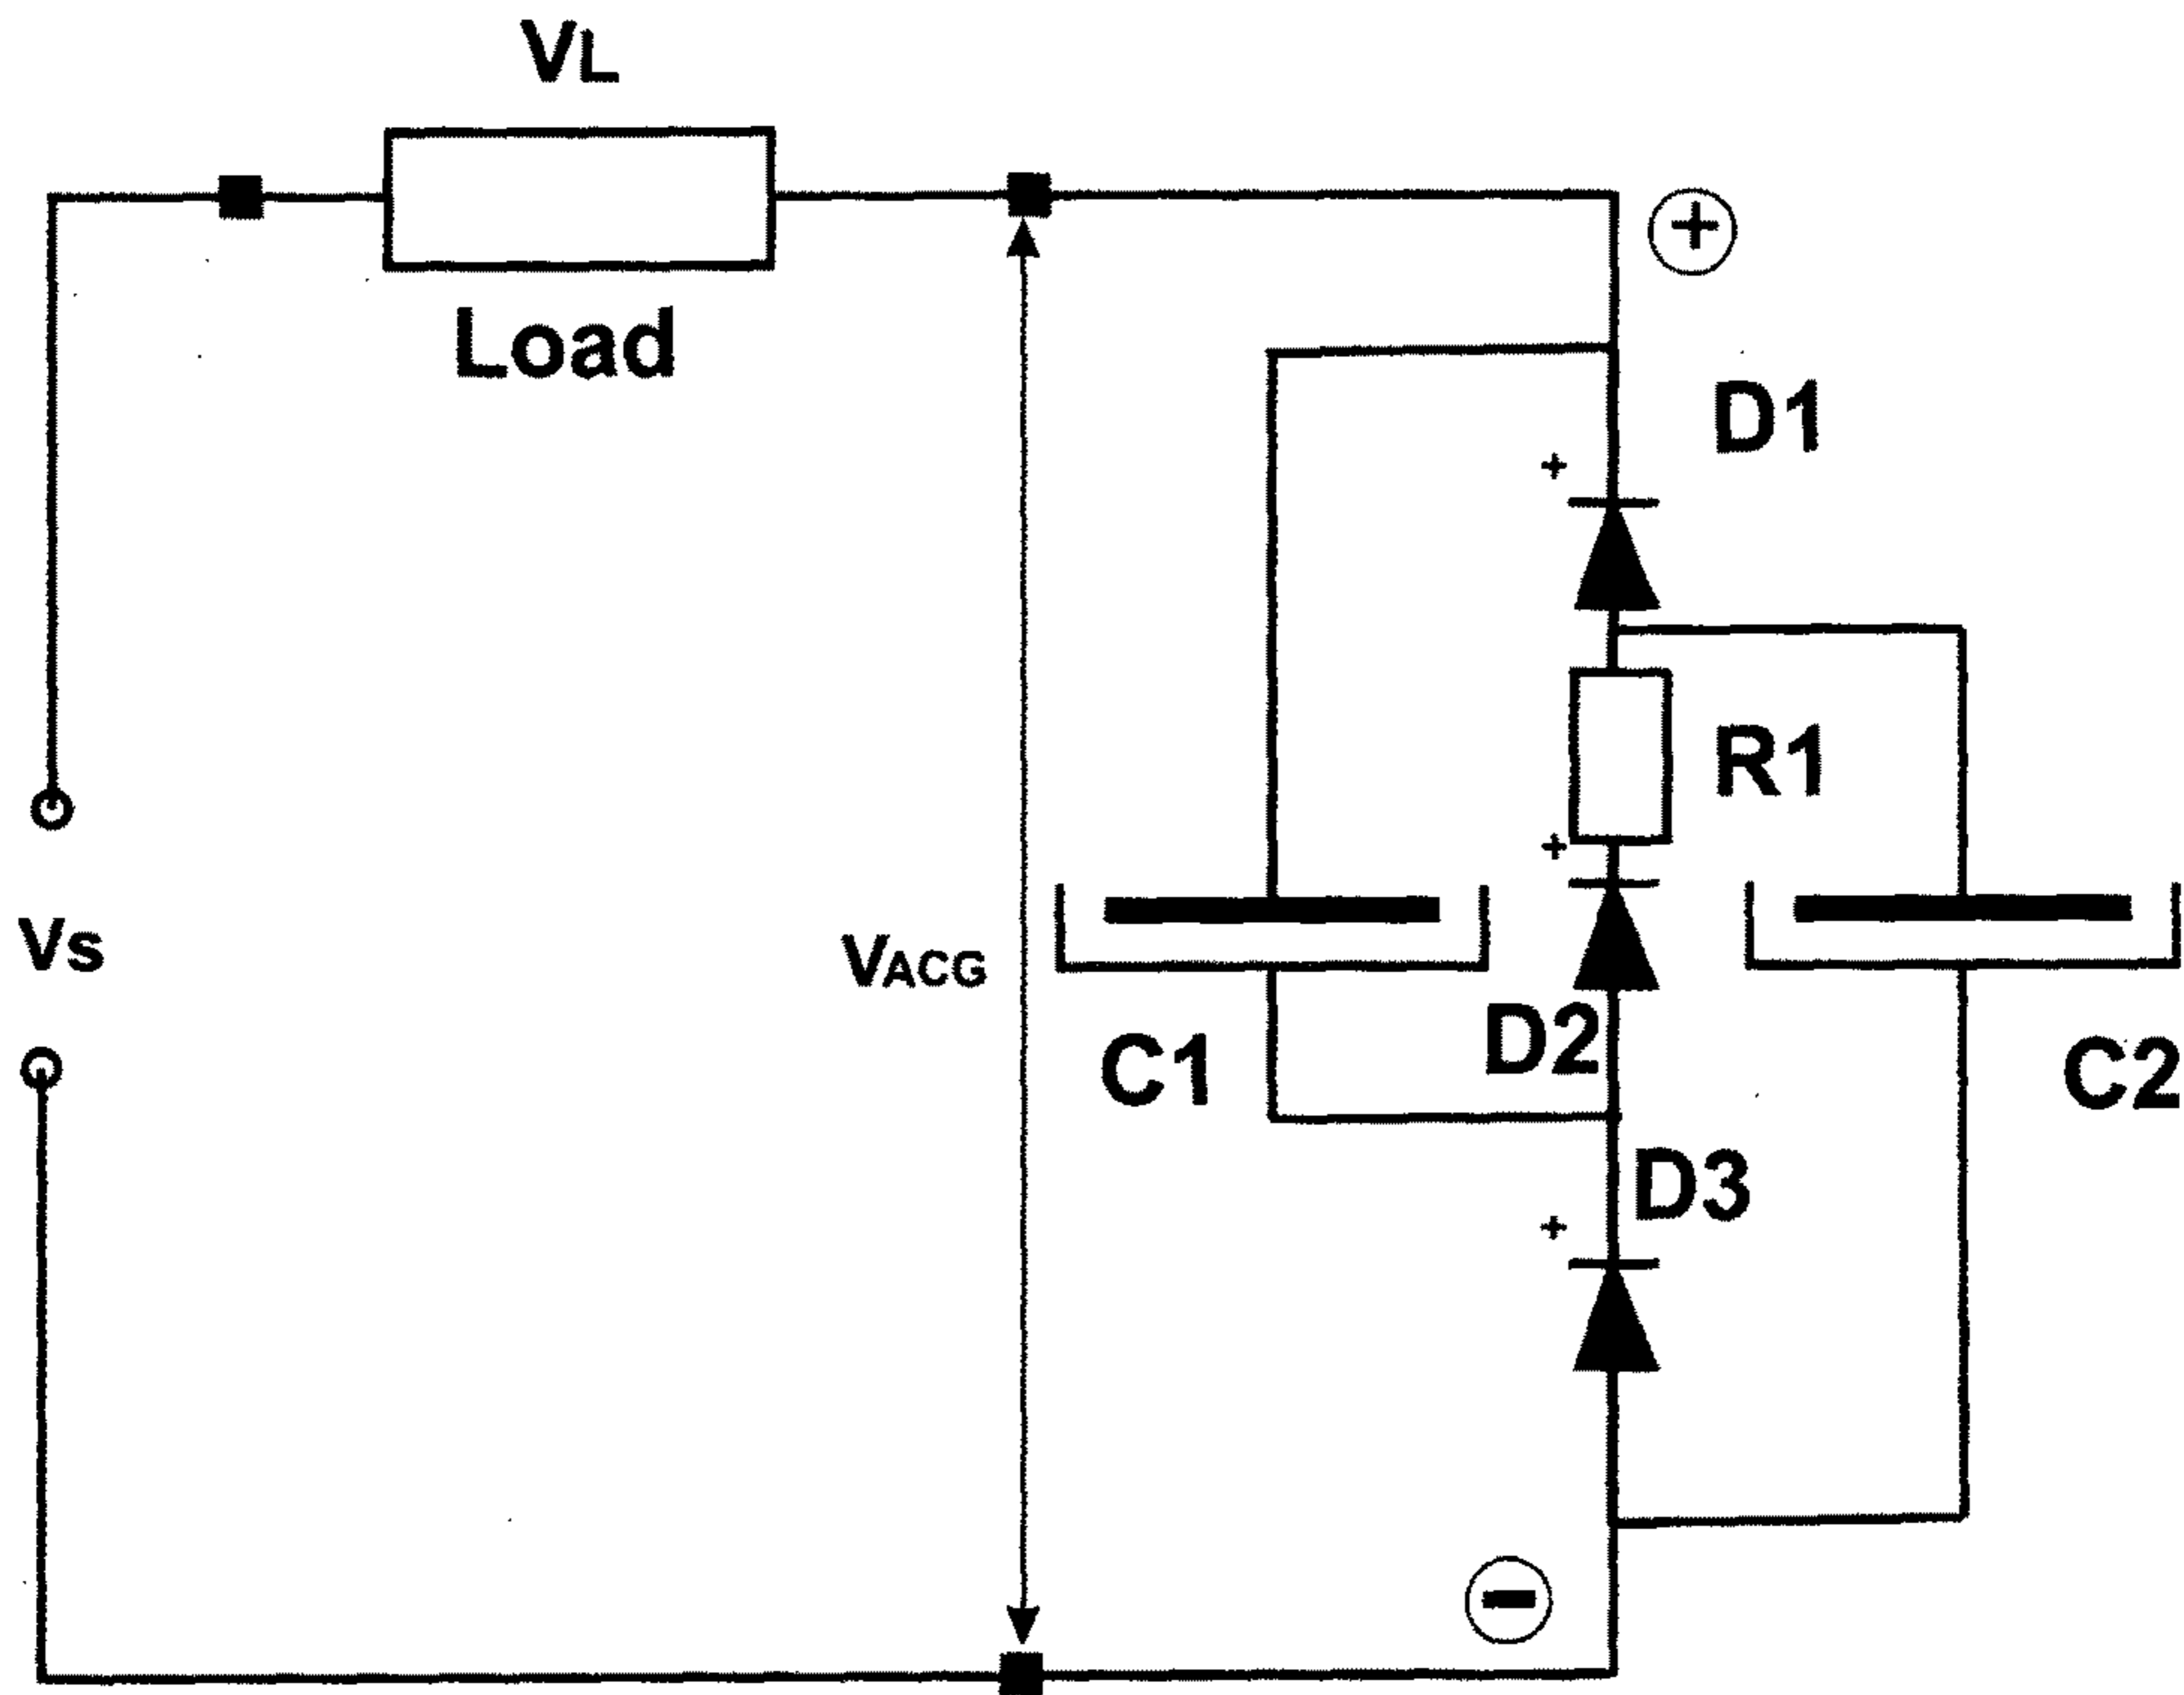 VL
Load
+
D1
+
R1
+
Vs
VACG
D2
C1
C2
D3
+
-